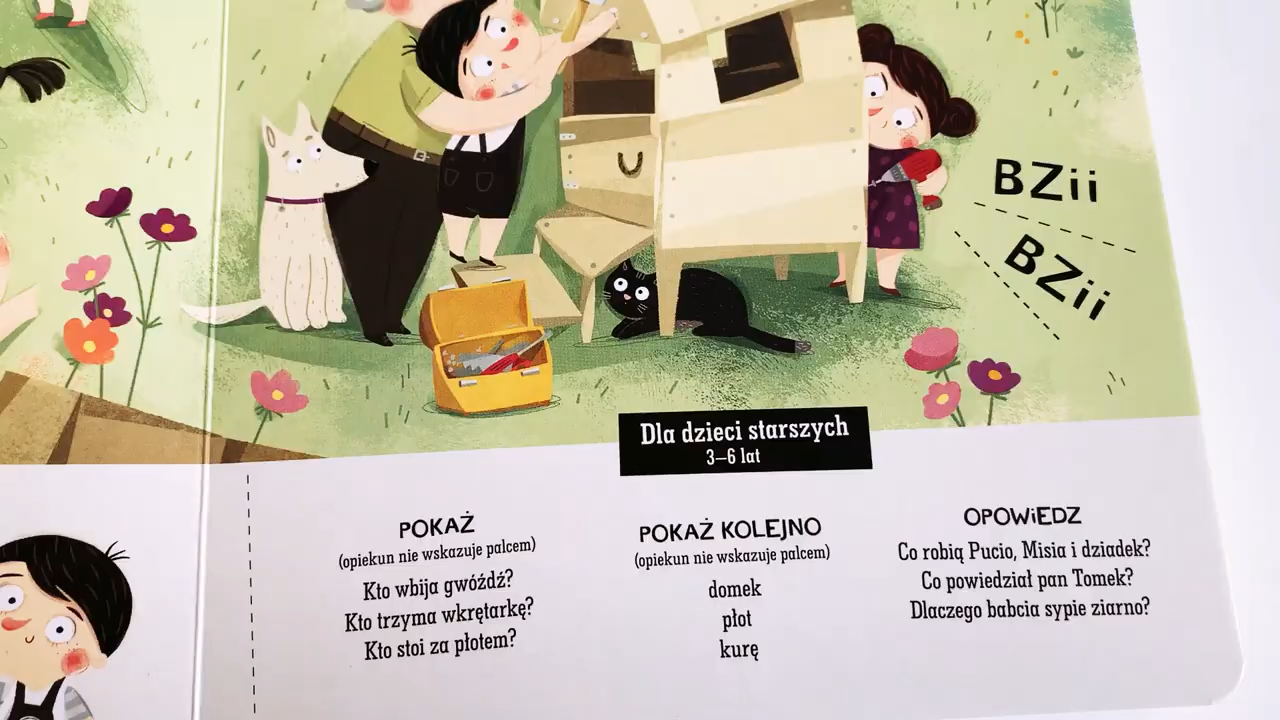 BZii
BZii
Dla dzieci starszych
3–6 lat
POKAŻ
(opiekun nie wskazuje palcem)
Kto wbija gwóźdź?
Kto trzyma wkrętarkę?
Kto stoi za płotem?
POKAŻ KOLEJNO
(opiekun nie wskazuje palcem)
domek
płot
kurę
OPOWiEDZ
Co robią Pucio, Misia i dziadek?
Co powiedział pan Tomek?
Dlaczego babcia sypie ziarno?